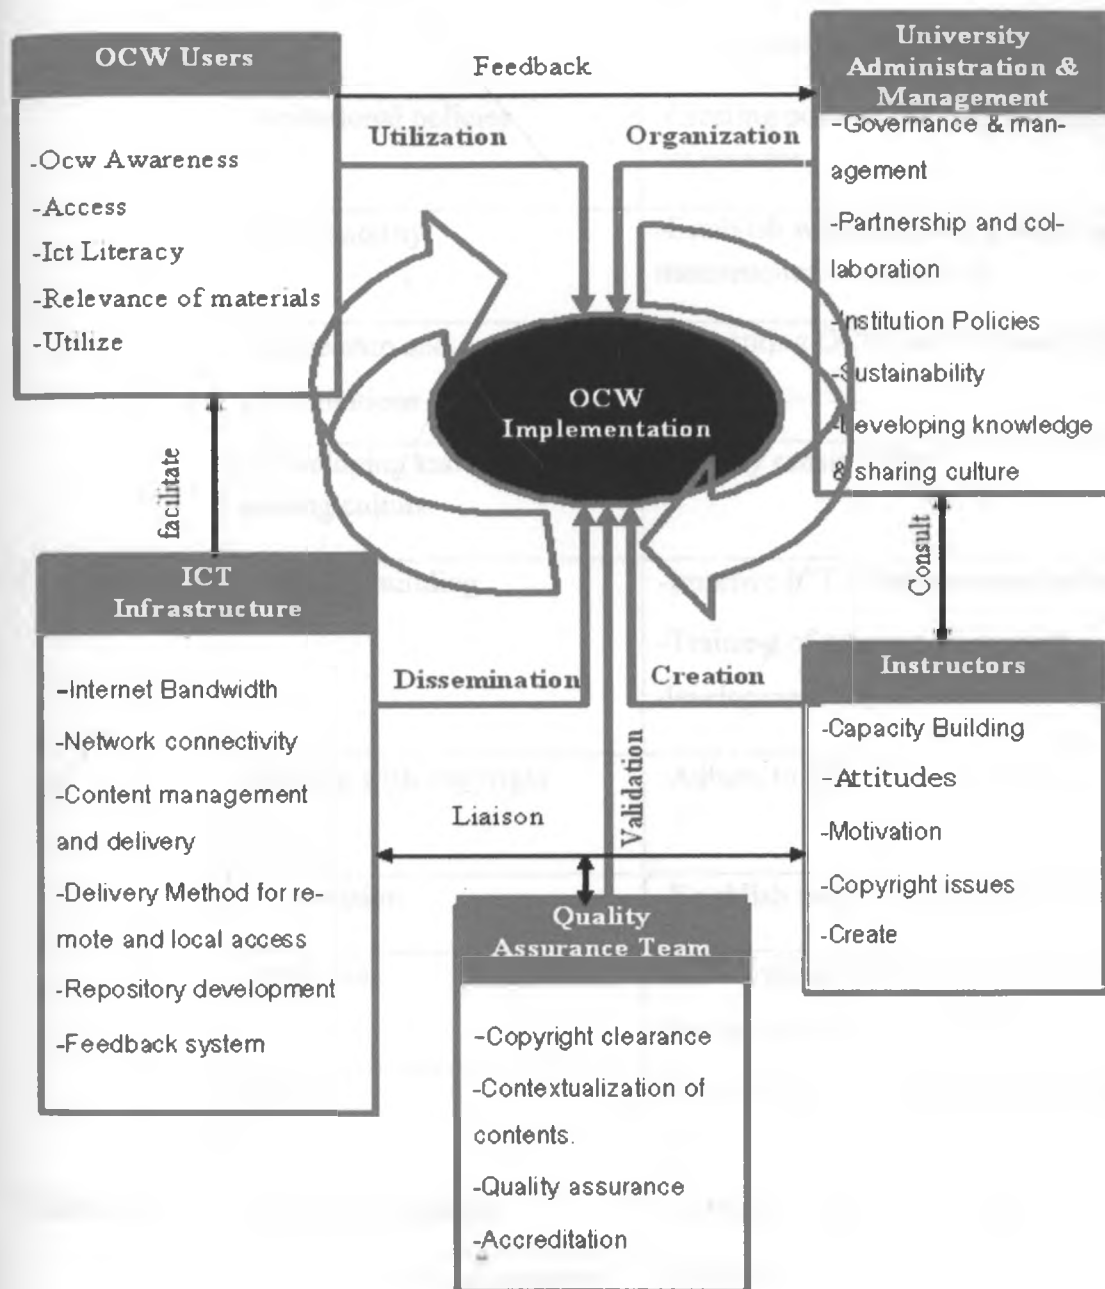 OCW Users
-Ocw Awareness
-Access
-Ict Literacy
-Relevance of materials
-Utilize
Feedback
Utilization
Organization
University
Administration &
Management
-Governance & man-
agement
-Partnership and col-
laboration
-Institution Policies
-Sustainability
-Developing knowledge
& sharing culture
OCW
Implementation
facilitate
Consult
ICT
Infrastructure
-Internet Bandwidth
-Network connectivity
-Content management
and delivery
-Delivery Method for re-
mote and local access
-Repository development
-Feedback system
Dissemination
Creation
Validation
Liaison
Instructors
-Capacity Building
-Attitudes
-Motivation
-Copyright issues
-Create
Quality
Assurance Team
-Copyright clearance
-Contextualization of
contents.
-Quality assurance
-Accreditation